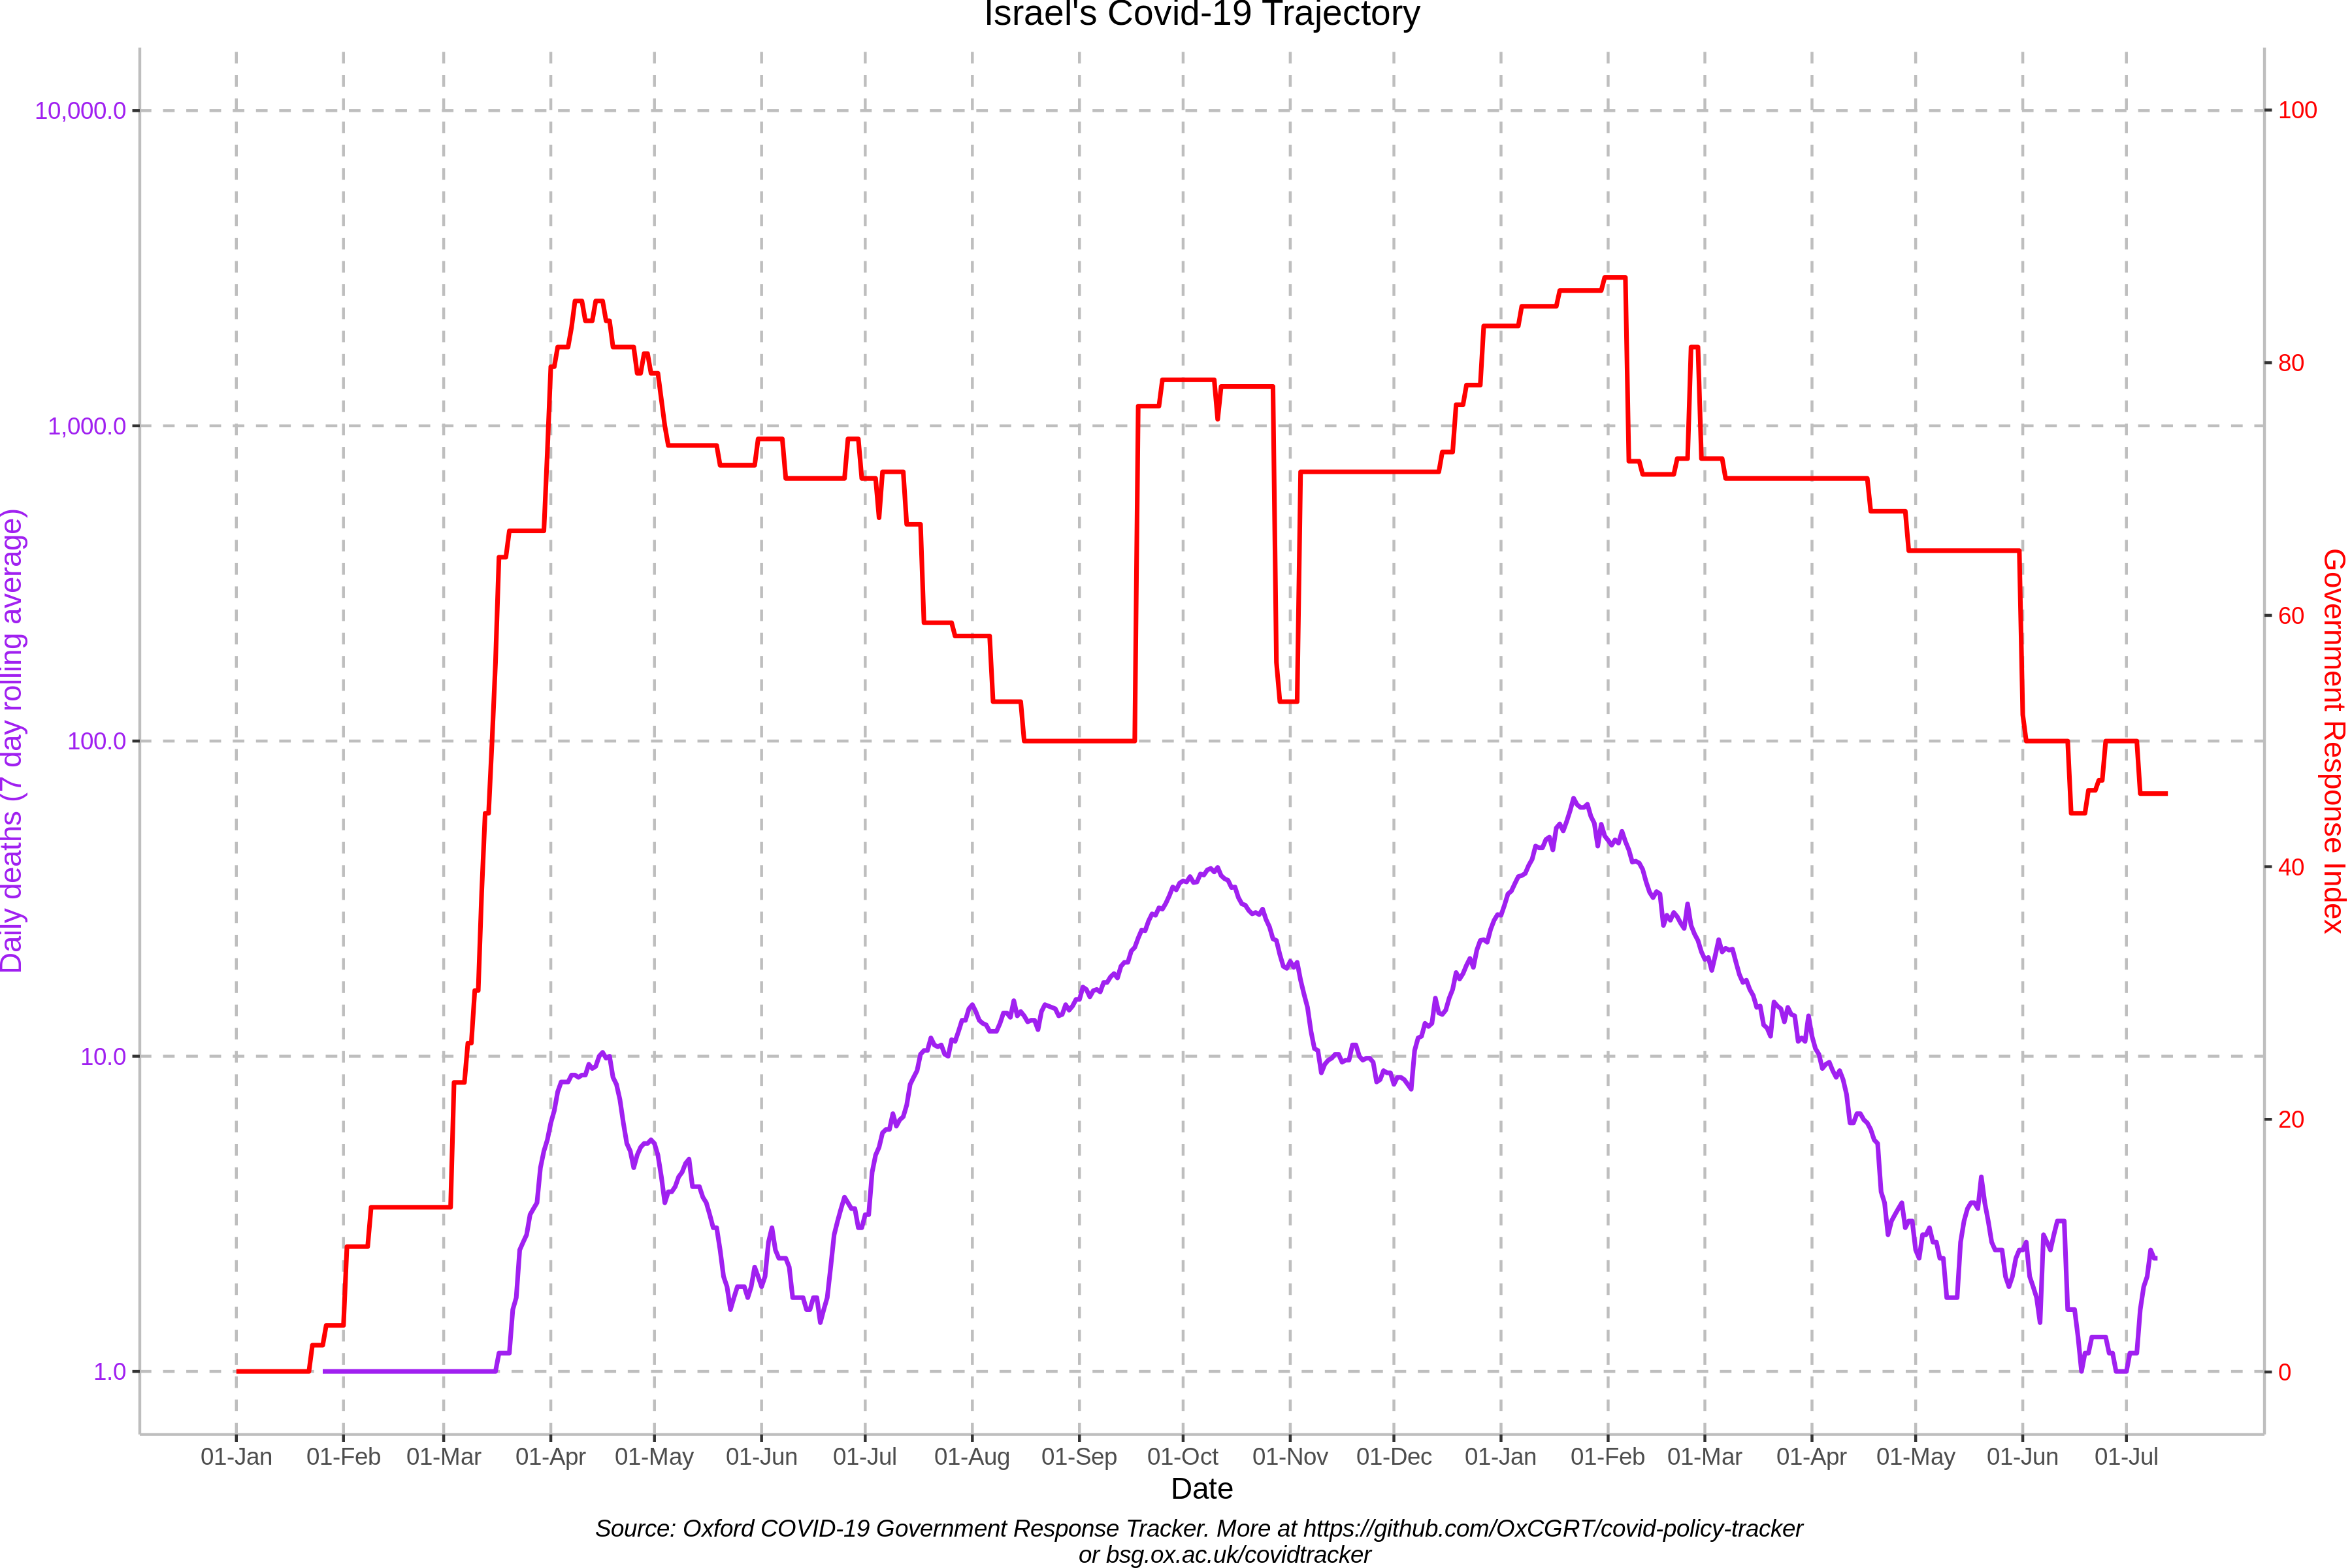 Israel's Covid-19 Trajectory
10,000.0
1,000.0
100.0
10.0
1.0
Daily deaths (7 day rolling average)
100
80
60
40
20
0
Government Response Index
01-Jan 01-Feb 01-Mar 01-Apr 01-May 01-Jun 01-Jul 01-Aug 01-Sep 01-Oct 01-Nov 01-Dec 01-Jan 01-Feb 01-Mar 01-Apr 01-May 01-Jun 01-Jul
Date
Source: Oxford COVID-19 Government Response Tracker. More at https://github.com/OxCGRT/covid-policy-tracker
or bsg.ox.ac.uk/covidtracker